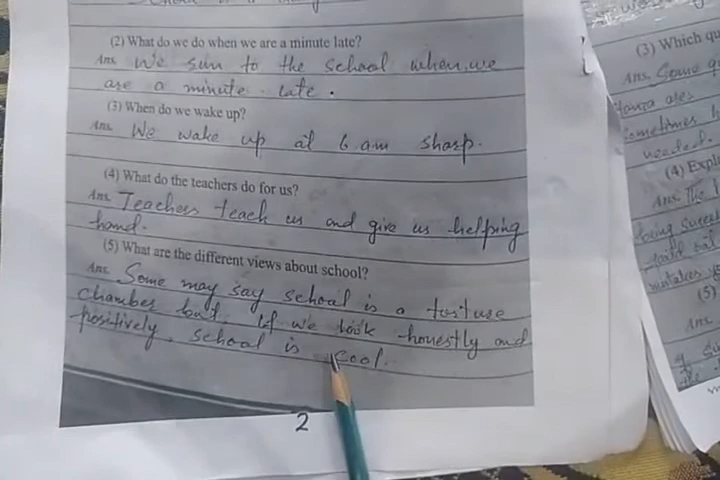 (2) What do we do when we are a minute late?
Ans. We run to the school when we
are a minute late.
(3) When do we wake up?
Ans. We wake up at 6 am sharp.
(4) What do the teachers do for us?
Ans. Teachers teach us and give us helping
hand.
(5) What are the different views about school?
Ans. Some may say school is a torture
chamber but, If we look honestly and
positively, school is cool.
2
(3) Which qu
Ans. Some
sometimes
needed.
(4) Expl
Ans. The
(5)
Ans.